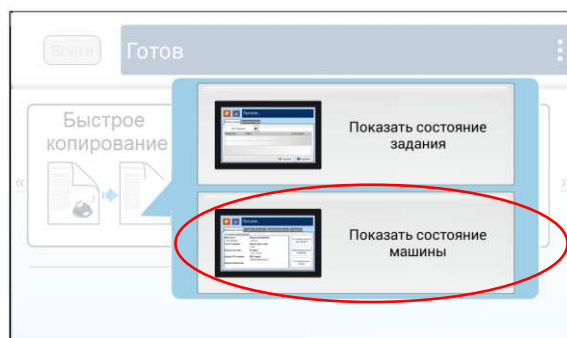 Войти
Готов
Быстрое
копирование
Показать состояние
задания
Показать состояние
машины